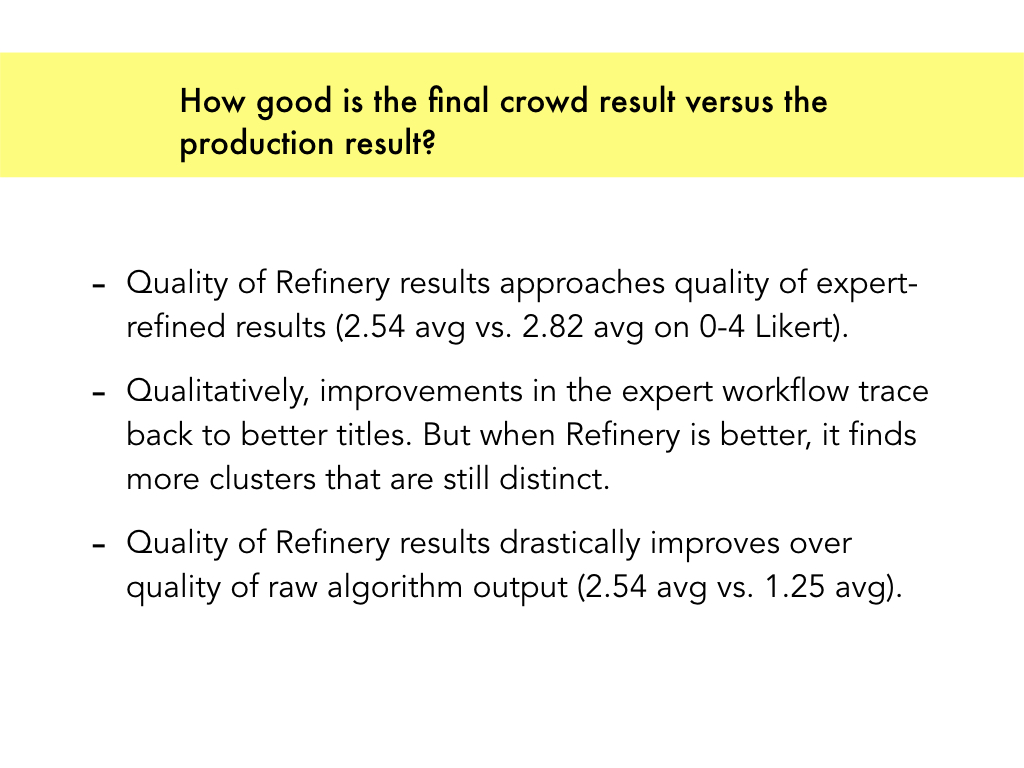 How good is the final crowd result versus the
production result?
- Quality of Refinery results approaches quality of expert-
refined results (2.54 avg vs. 2.82 avg on 0-4 Likert).
- Qualitatively, improvements in the expert workflow trace
back to better titles. But when Refinery is better, it finds
more clusters that are still distinct.
- Quality of Refinery results drastically improves over
quality of raw algorithm output (2.54 avg vs. 1.25 avg).